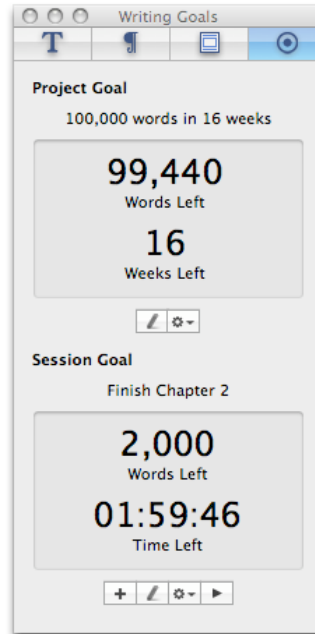 Writing Goals
T ¶
Project Goal
100,000 words in 16 weeks
99,440
Words Left
16
Weeks Left
Session Goal
Finish Chapter 2
2,000
Words Left
01:59:46
Time Left